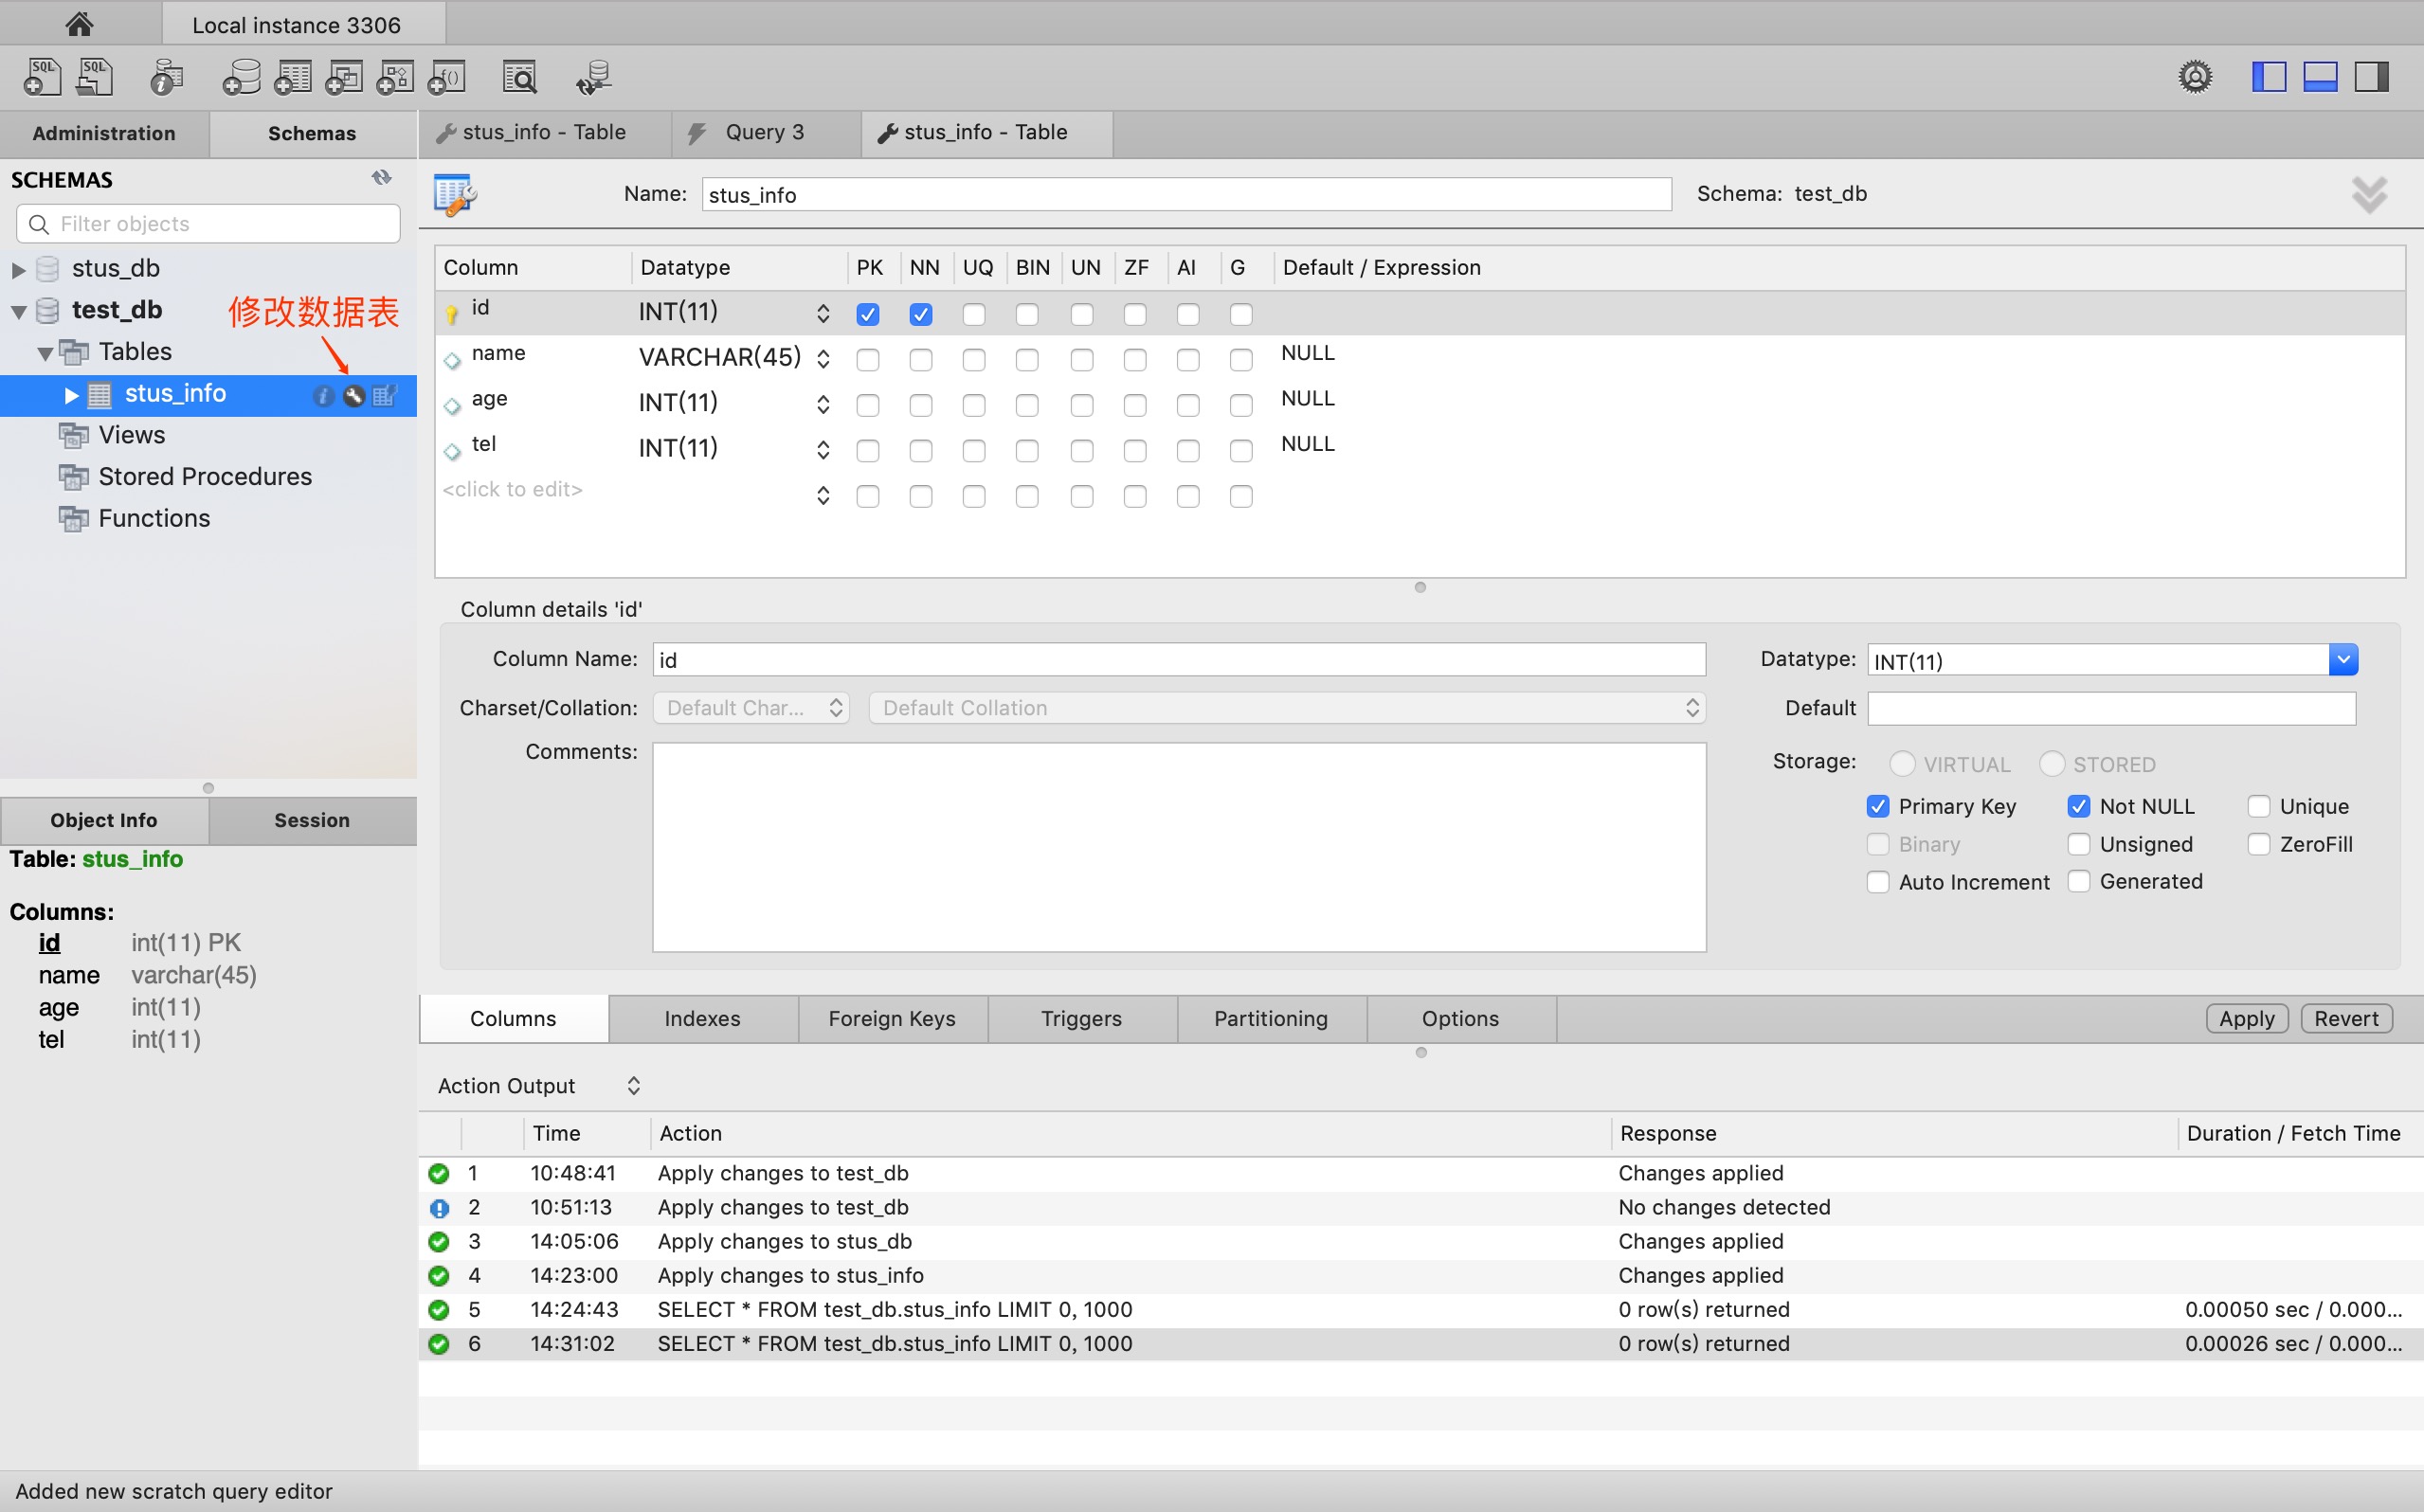 Local instance 3306
Administration Schemas
stus_info - Table Query 3 stus_info - Table
SCHEMAS
Filter objects
stus_db
test_db
修改数据表
Tables
stus_info
Views
Stored Procedures
Functions
Name: stus_info Schema: test_db
Column Datatype PK NN UQ BIN UN ZF AI G Default / Expression
id INT(11)
name VARCHAR(45) NULL
age INT(11) NULL
tel INT(11) NULL
<click to edit>
Column details 'id'
Column Name: id Datatype: INT(11)
Charset/Collation: Default Char... Default Collation Default
Comments: Storage: VIRTUAL STORED
Primary Key Not NULL Unique
Binary Unsigned ZeroFill
Auto Increment Generated
Object Info Session
Table: stus_info
Columns:
id int(11) PK
name varchar(45)
age int(11)
tel int(11)
Columns Indexes Foreign Keys Triggers Partitioning Options Apply Revert
Action Output
Time Action Response Duration / Fetch Time
1 10:48:41 Apply changes to test_db Changes applied
2 10:51:13 Apply changes to test_db No changes detected
3 14:05:06 Apply changes to stus_db Changes applied
4 14:23:00 Apply changes to stus_info Changes applied
5 14:24:43 SELECT * FROM test_db.stus_info LIMIT 0, 1000 0 row(s) returned 0.00050 sec / 0.000...
6 14:31:02 SELECT * FROM test_db.stus_info LIMIT 0, 1000 0 row(s) returned 0.00026 sec / 0.000...
Added new scratch query editor